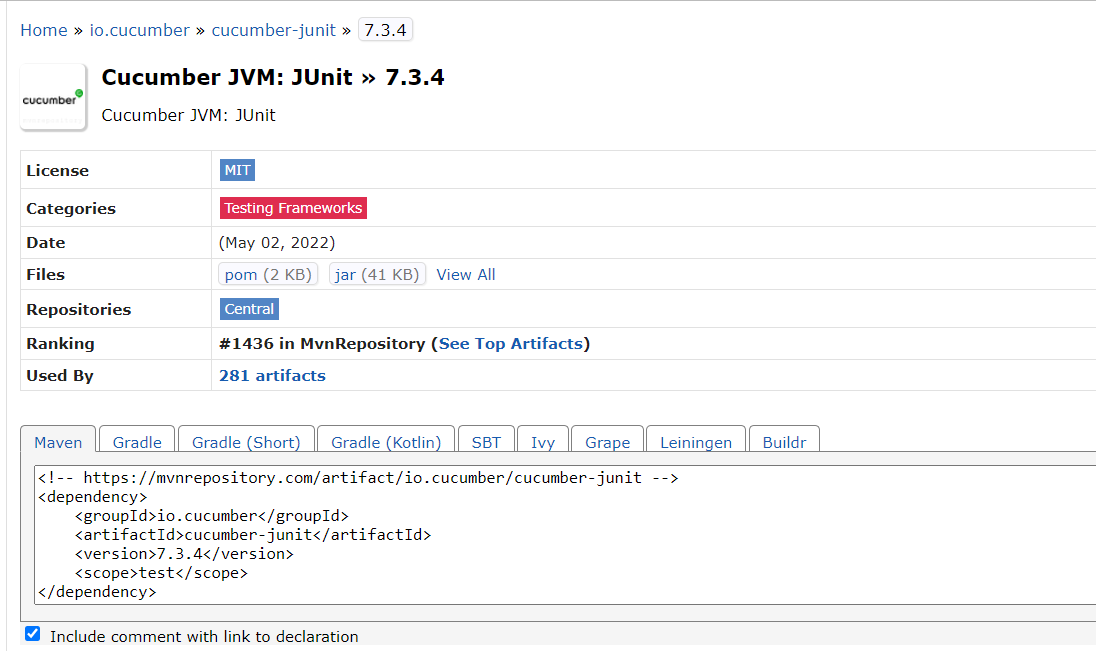 Home » io.cucumber » cucumber-junit » 7.3.4
cucumber
Cucumber JVM: JUnit » 7.3.4
Cucumber JVM: JUnit
License MIT
Categories Testing Frameworks
Date (May 02, 2022)
Files pom (2 KB) jar (41 KB) View All
Repositories Central
Ranking #1436 in MvnRepository (See Top Artifacts)
Used By 281 artifacts
Maven Gradle Gradle (Short) Gradle (Kotlin) SBT Ivy Grape Leiningen Buildr
<!-- https://mvnrepository.com/artifact/io.cucumber/cucumber-junit -->
<dependency>
    <groupId>io.cucumber</groupId>
    <artifactId>cucumber-junit</artifactId>
    <version>7.3.4</version>
    <scope>test</scope>
</dependency>
Include comment with link to declaration